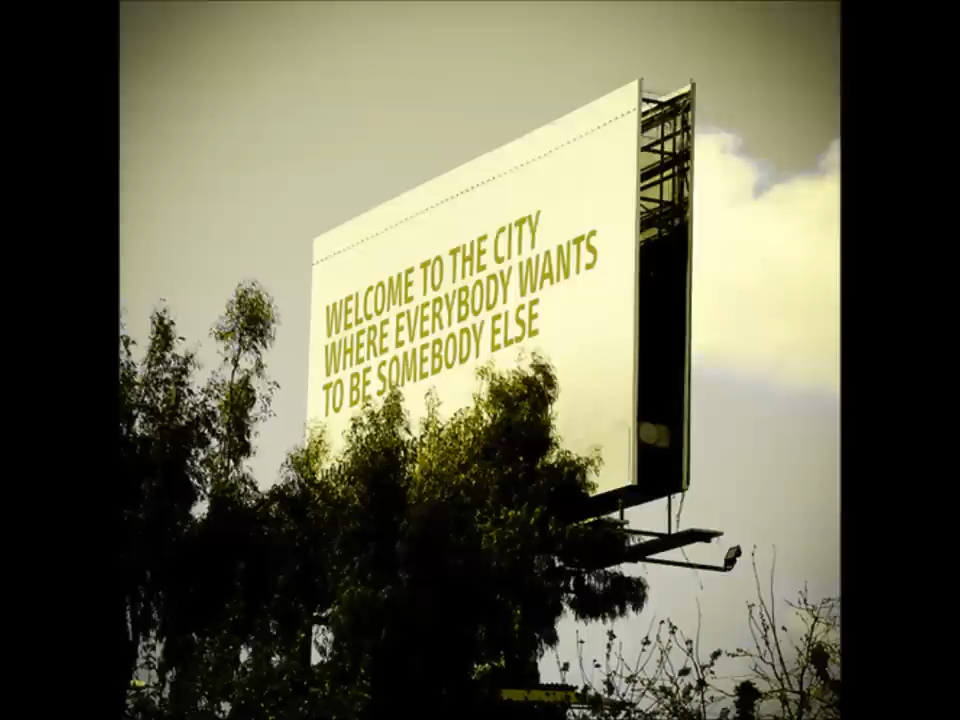 WELCOME TO THE CITY
WHERE EVERYBODY WANTS
TO BE SOMEBODY ELSE